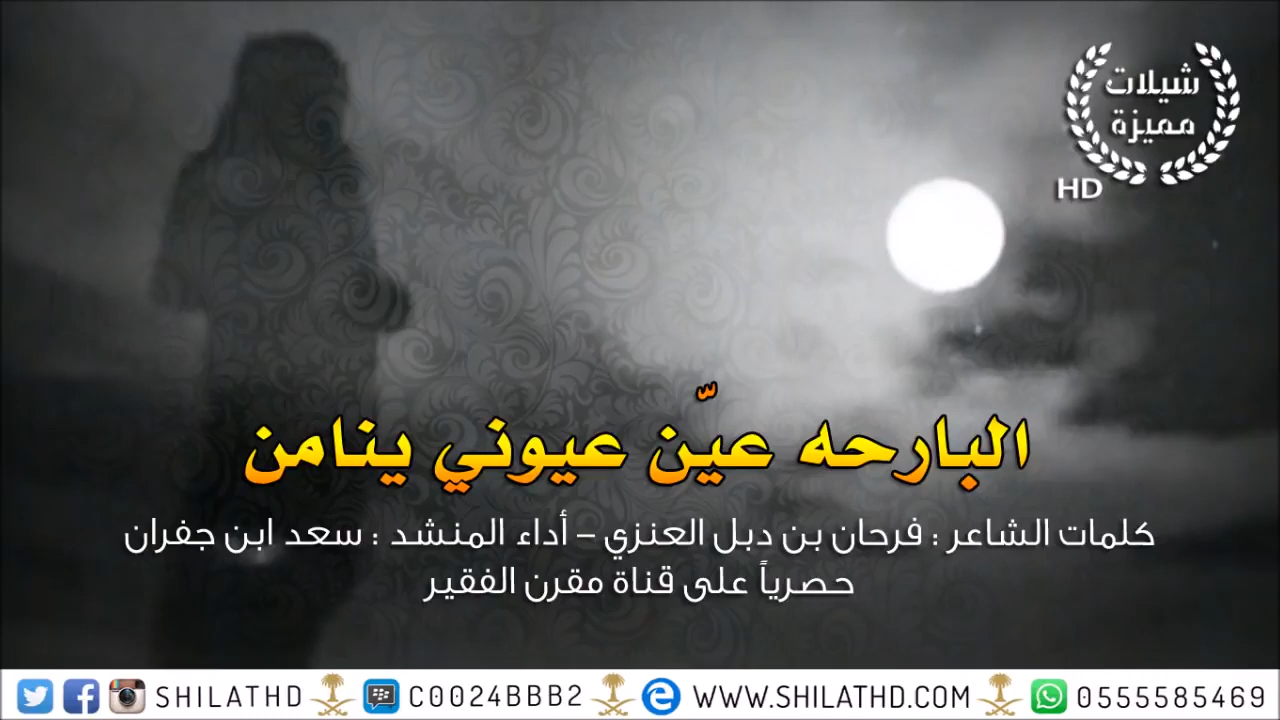 شيلات
مميزة
HD
البارحه عيّن عيوني ينامن
كلمات الشاعر : فرحان بن دبل العنزي – أداء المنشد : سعد ابن جفران
حصرياً على قناة مقرن الفقير
SHILATHD C0024BBB2 WWW.SHILATHD.COM 0555585469